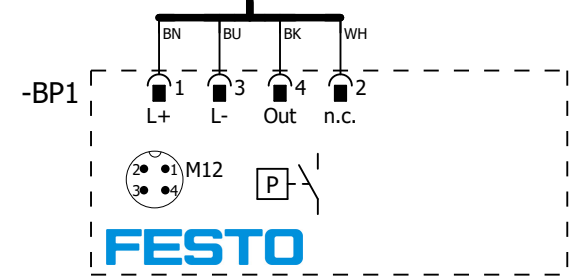 BN BU BK WH
-BP1
1 3 4 2
L+ L- Out n.c.
2 1 M12
3 4
P
FESTO